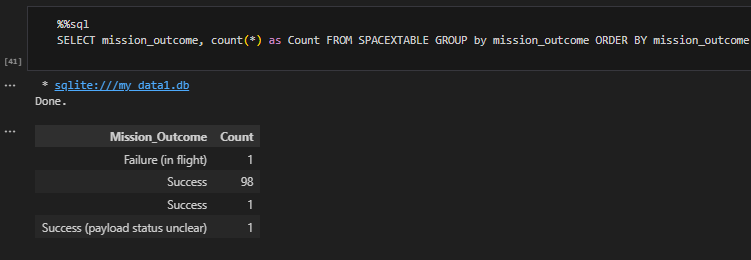 %%sql
SELECT mission_outcome, count(*) as Count FROM SPACEXTABLE GROUP by mission_outcome ORDER BY mission_outcome
[41]
... * sqlite:///my_data1.db
Done.
... Mission_Outcome Count
Failure (in flight) 1
Success 98
Success 1
Success (payload status unclear) 1